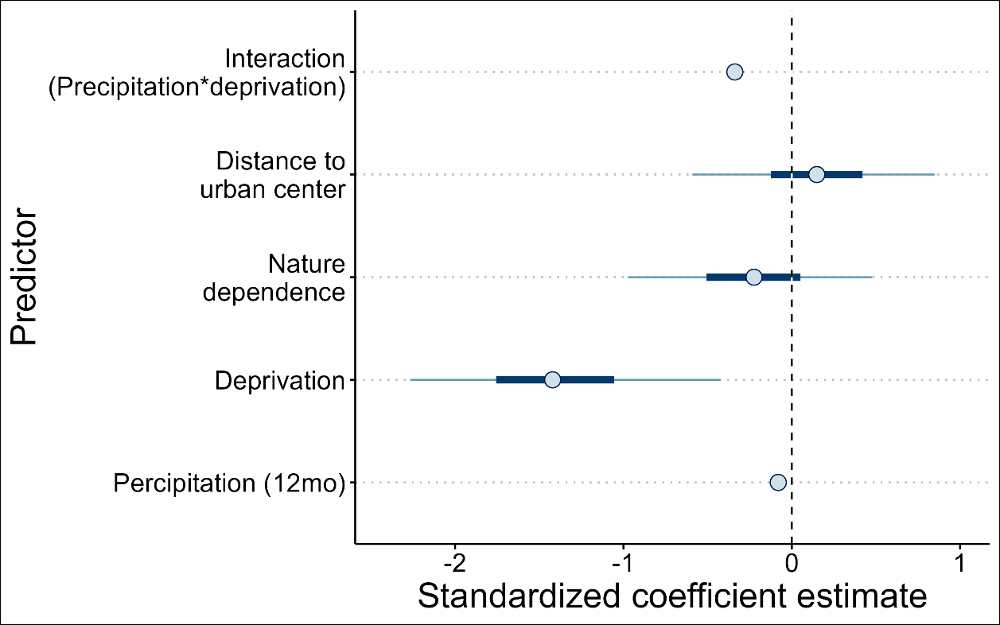 Interaction
(Precipitation*deprivation)
Distance to
urban center
Nature
dependence
Deprivation
Percipitation (12mo)
Predictor
-2
-1
0
1
Standardized coefficient estimate